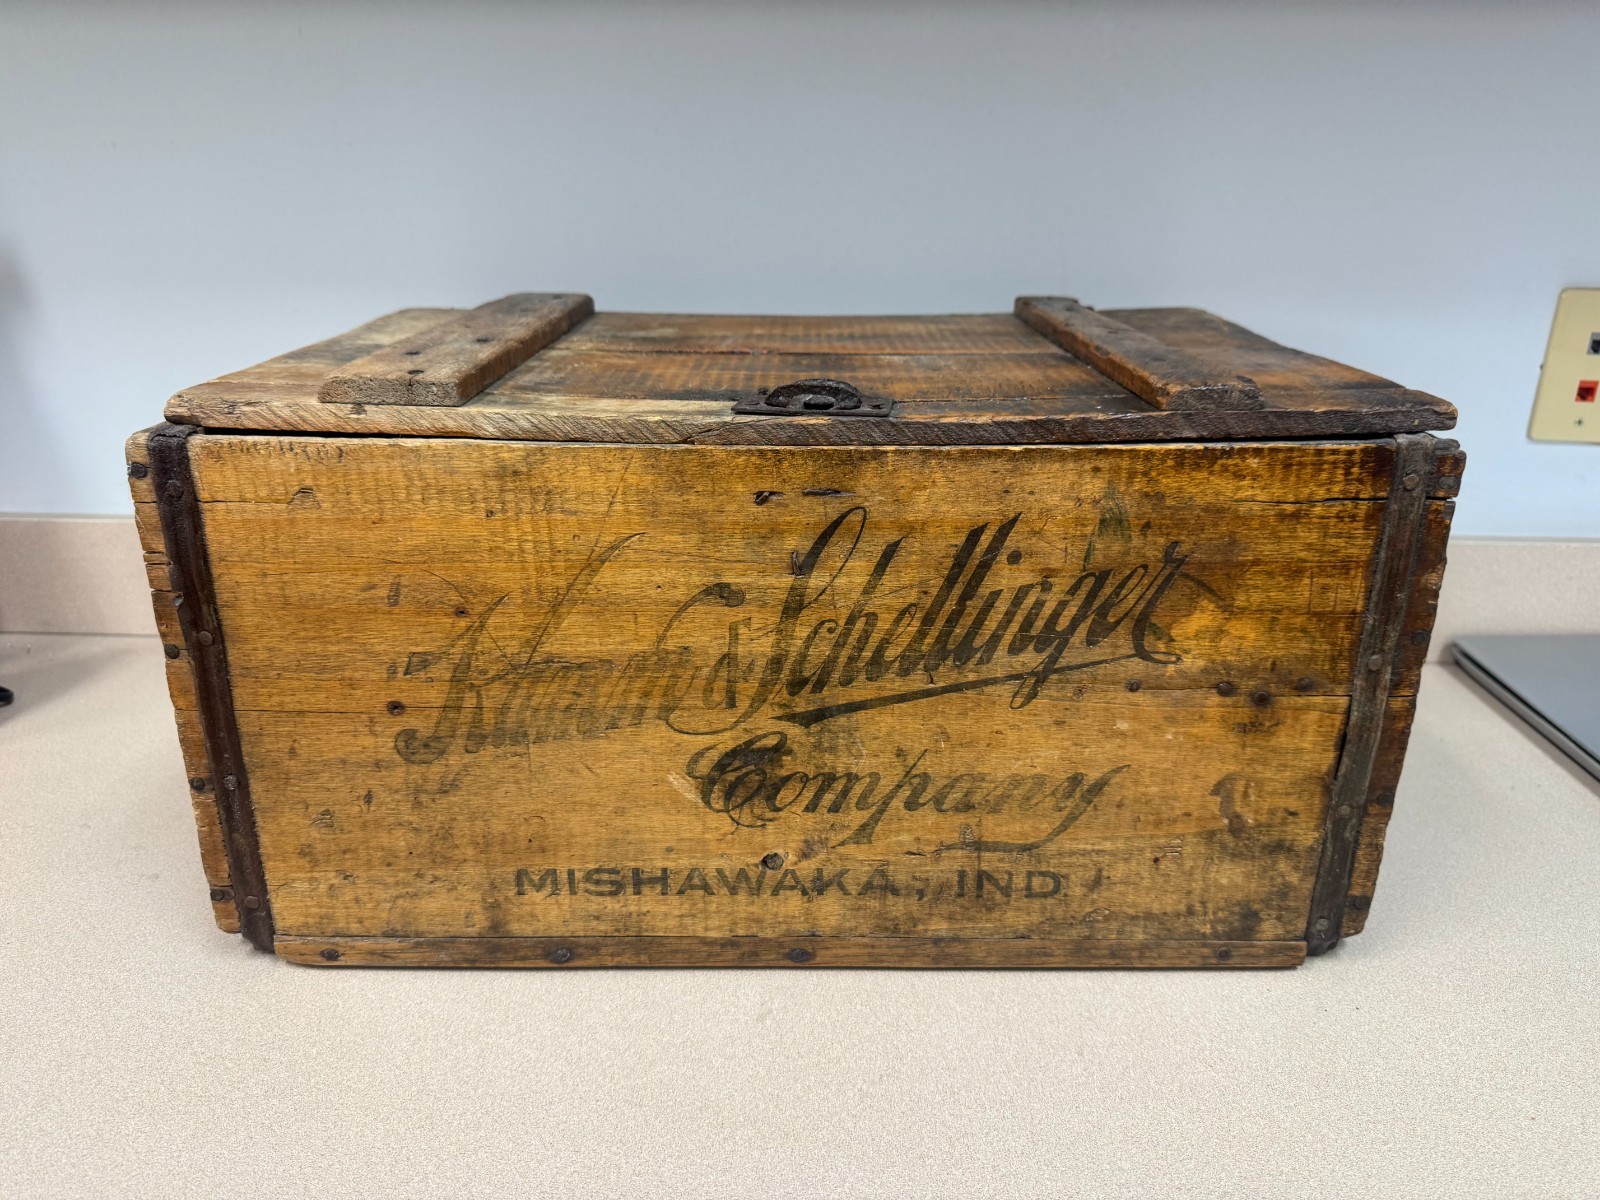 Kamm & Schellinger
Company
MISHAWAKA, IND.